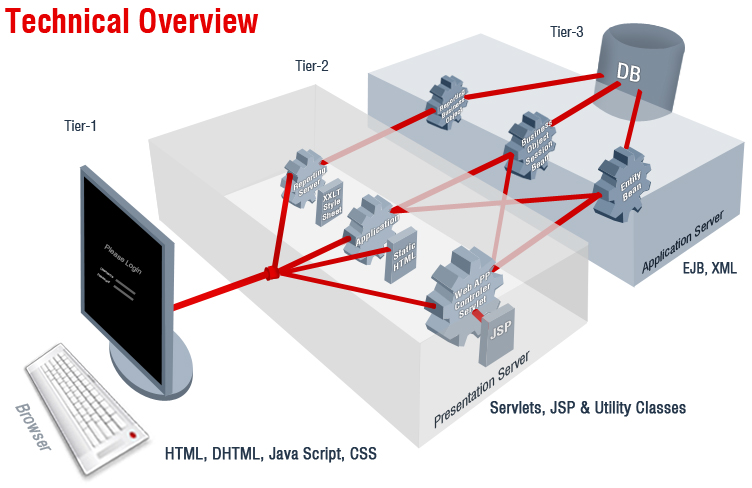 Technical Overview
Tier-3
Tier-2
Tier-1
DB
Reporting
Business
Object
Business
Object
Session
Bean
Entity
Bean
Reporting
Server
XXLT
Style
Sheet
Application
Static
HTML
Web APP
Controler
Servlet
JSP
Application Server
EJB, XML
Presentation Server
Servlets, JSP & Utility Classes
Please Login
Browser
HTML, DHTML, Java Script, CSS